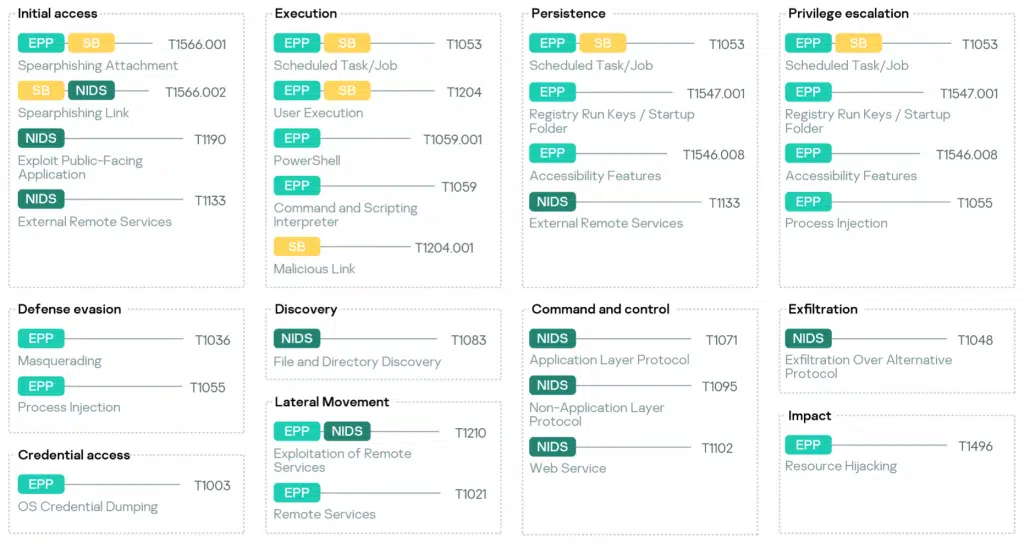 Initial access
EPP SB T1566.001
Spearphishing Attachment
SB NIDS T1566.002
Spearphishing Link
NIDS T1190
Exploit Public-Facing
Application
NIDS T1133
External Remote Services
Execution
EPP SB T1053
Scheduled Task/Job
EPP SB T1204
User Execution
EPP T1059.001
PowerShell
EPP T1059
Command and Scripting
Interpreter
SB T1204.001
Malicious Link
Persistence
EPP SB T1053
Scheduled Task/Job
EPP T1547.001
Registry Run Keys / Startup
Folder
EPP T1546.008
Accessibility Features
NIDS T1133
External Remote Services
Privilege escalation
EPP SB T1053
Scheduled Task/Job
EPP T1547.001
Registry Run Keys / Startup
Folder
EPP T1546.008
Accessibility Features
EPP T1055
Process Injection
Defense evasion
EPP T1036
Masquerading
EPP T1055
Process Injection
Credential access
EPP T1003
OS Credential Dumping
Discovery
NIDS T1083
File and Directory Discovery
Lateral Movement
EPP NIDS T1210
Exploitation of Remote
Services
EPP T1021
Remote Services
Command and control
NIDS T1071
Application Layer Protocol
NIDS T1095
Non-Application Layer
Protocol
NIDS T1102
Web Service
Exfiltration
NIDS T1048
Exfiltration Over Alternative
Protocol
Impact
EPP T1496
Resource Hijacking